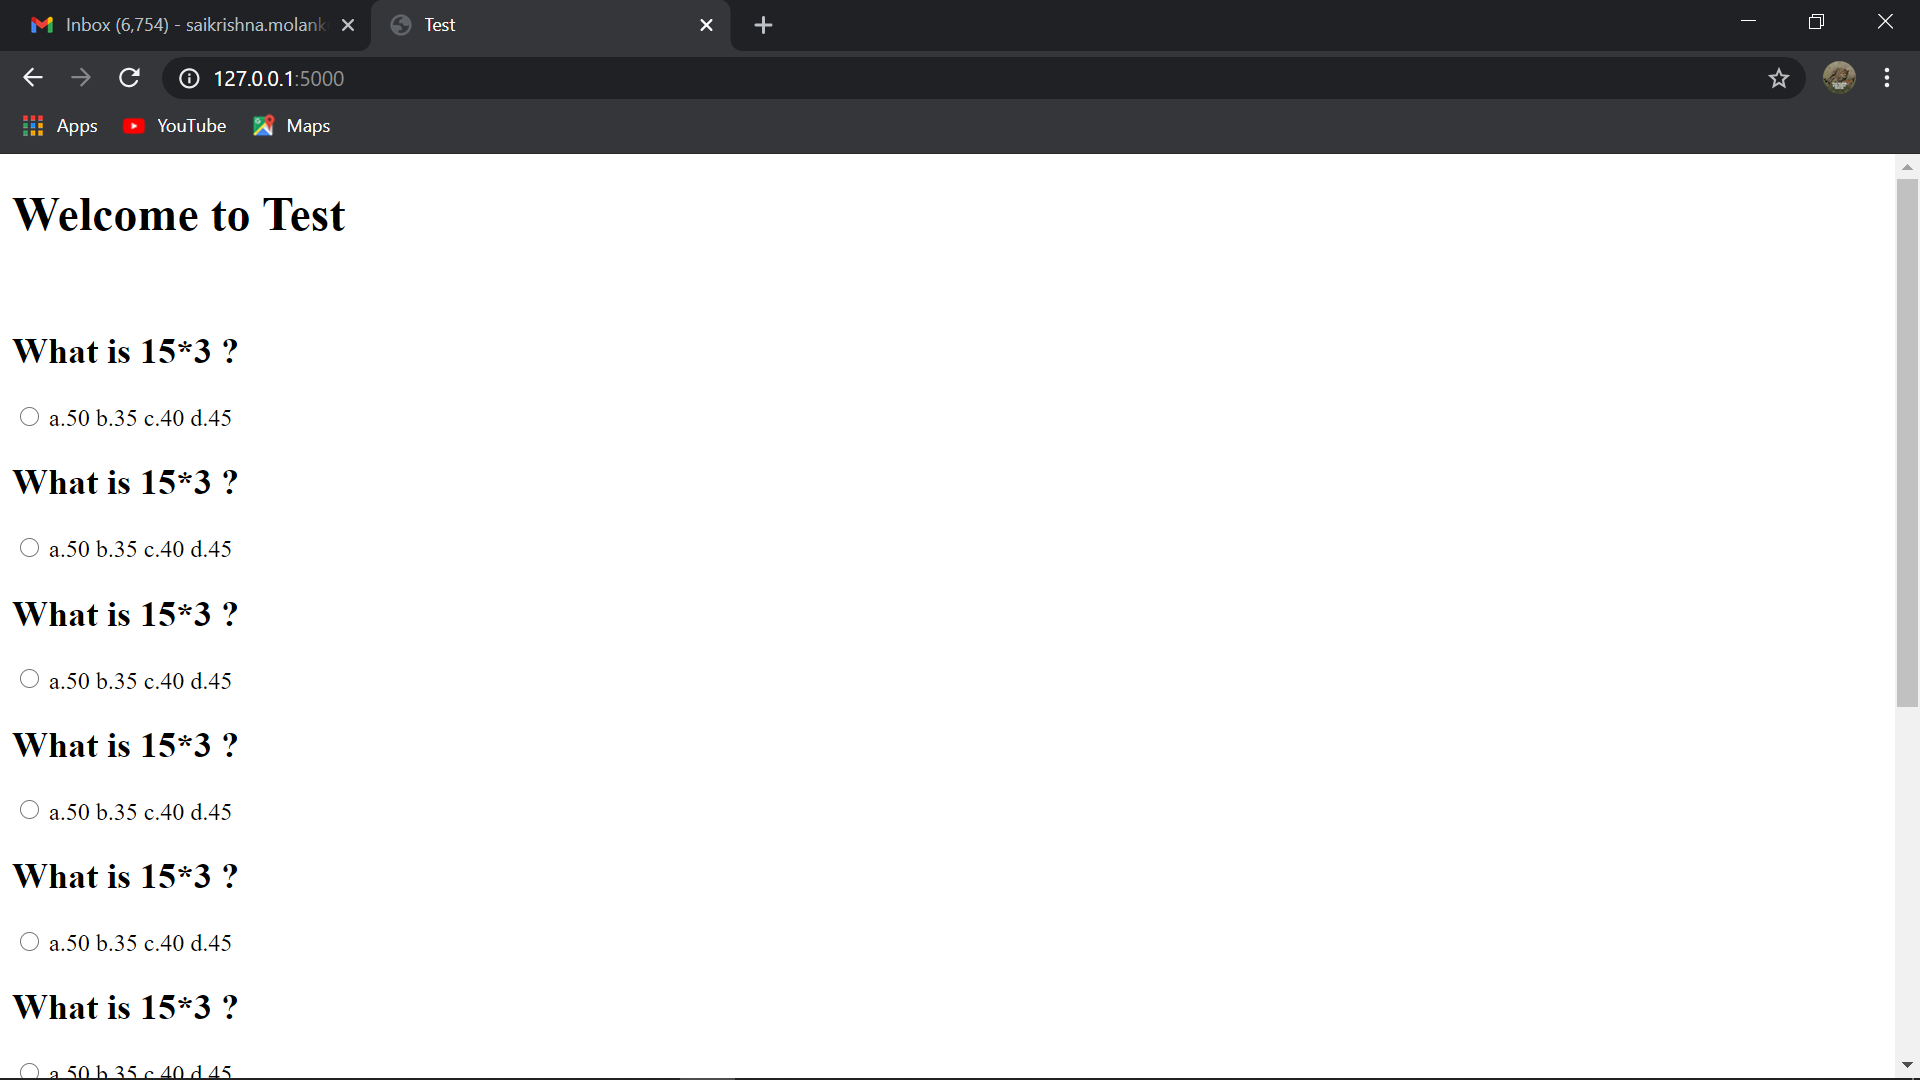 Inbox (6,754) - saikrishna.molank
Test
127.0.0.1:5000
Apps YouTube Maps
Welcome to Test
What is 15*3 ?
a.50 b.35 c.40 d.45
What is 15*3 ?
a.50 b.35 c.40 d.45
What is 15*3 ?
a.50 b.35 c.40 d.45
What is 15*3 ?
a.50 b.35 c.40 d.45
What is 15*3 ?
a.50 b.35 c.40 d.45
What is 15*3 ?
a.50 b.35 c.40 d.45